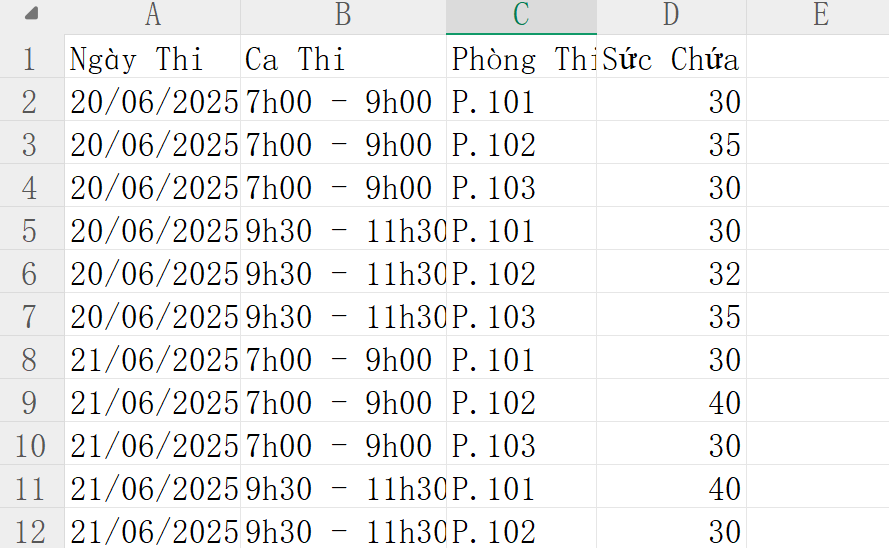 A B C D E
1 Ngày Thi Ca Thi Phòng Thi Sức Chứa
2 20/06/2025 7h00 - 9h00 P.101 30
3 20/06/2025 7h00 - 9h00 P.102 35
4 20/06/2025 7h00 - 9h00 P.103 30
5 20/06/2025 9h30 - 11h30 P.101 30
6 20/06/2025 9h30 - 11h30 P.102 32
7 20/06/2025 9h30 - 11h30 P.103 35
8 21/06/2025 7h00 - 9h00 P.101 30
9 21/06/2025 7h00 - 9h00 P.102 40
10 21/06/2025 7h00 - 9h00 P.103 30
11 21/06/2025 9h30 - 11h30 P.101 40
12 21/06/2025 9h30 - 11h30 P.102 30